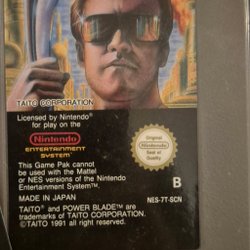 TAITO CORPORATION
Licensed by Nintendo®
for play on the
Nintendo®
ENTERTAINMENT
SYSTEM™
Original
Nintendo
Seal of
Quality
This Game Pak cannot
be used with the Mattel
or NES versions of the Nintendo
Entertainment System™.
B
MADE IN JAPAN
NES-7T-SCN
TAITO® and POWER BLADE™ are
trademarks of TAITO CORPORATION.
©TAITO 1991 all right reserved.